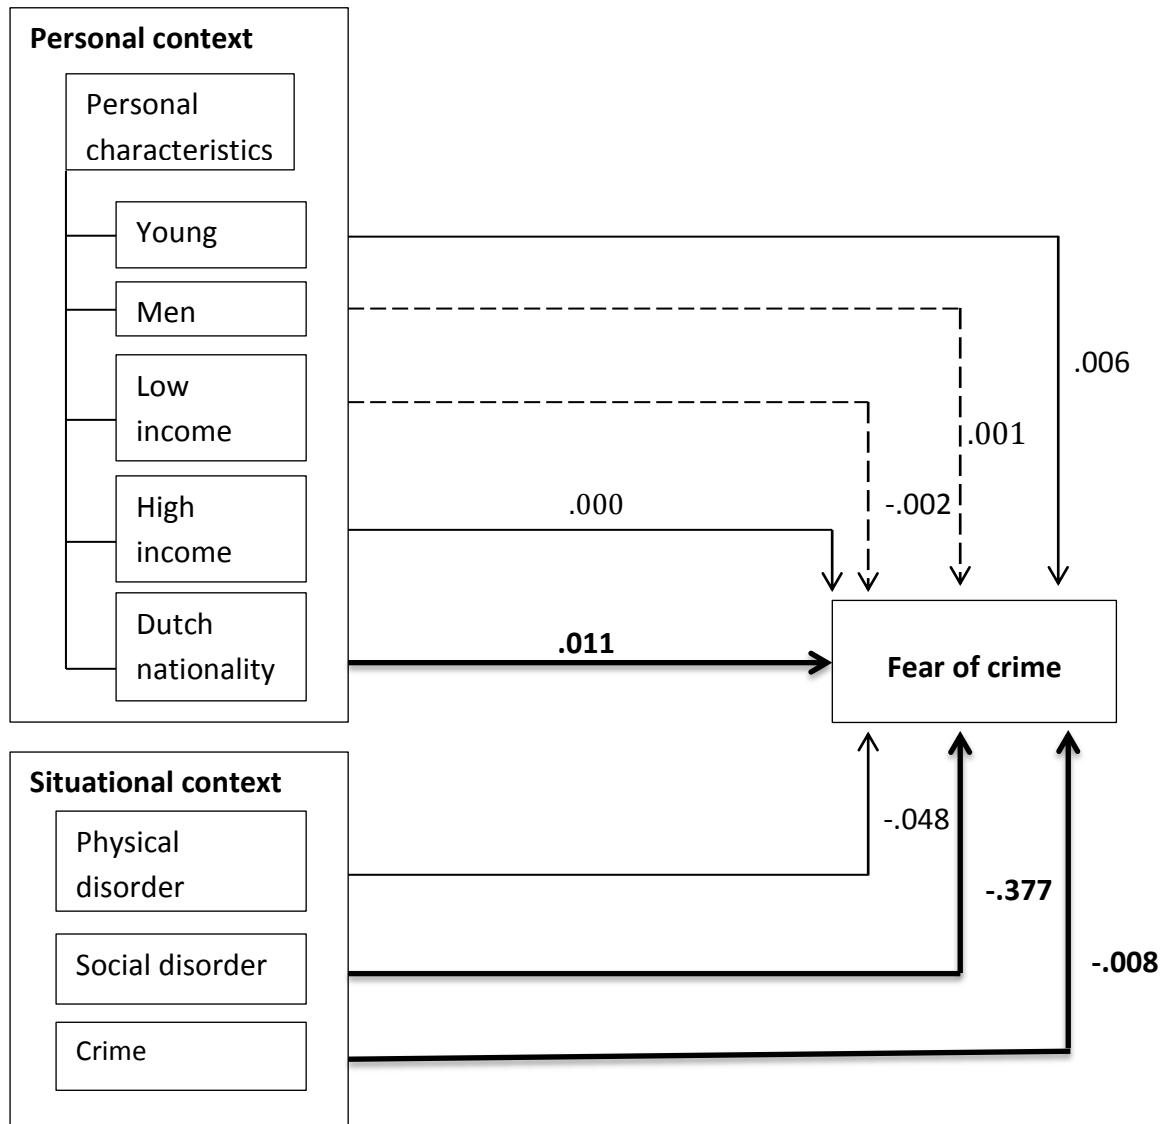 Personal context
Personal
characteristics
Young
Men
Low
income
High
income
Dutch
nationality
.006
.001
-.002
.000
.011
Fear of crime
Situational context
Physical
disorder
Social disorder
Crime
-.048
-.377
-.008